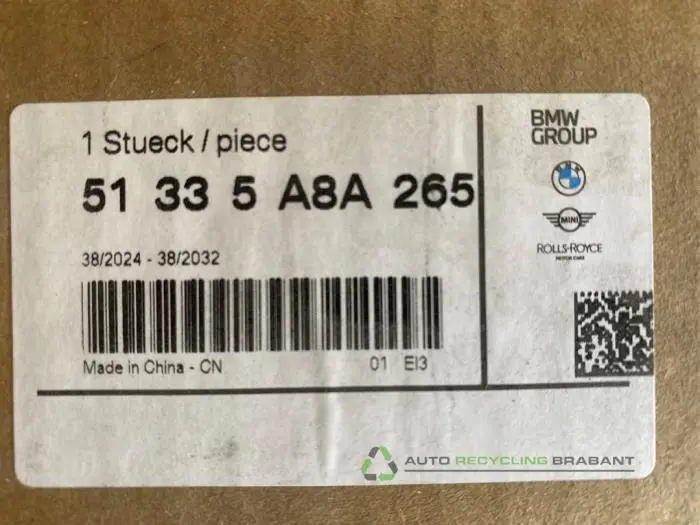 1 Stueck / piece
51 33 5 A8A 265
38/2024 - 38/2032
Made in China - CN
01 EI3
BMW
GROUP
BMW
MINI
ROLLS-ROYCE
MOTOR CARS
AUTO RECYCLING BRABANT